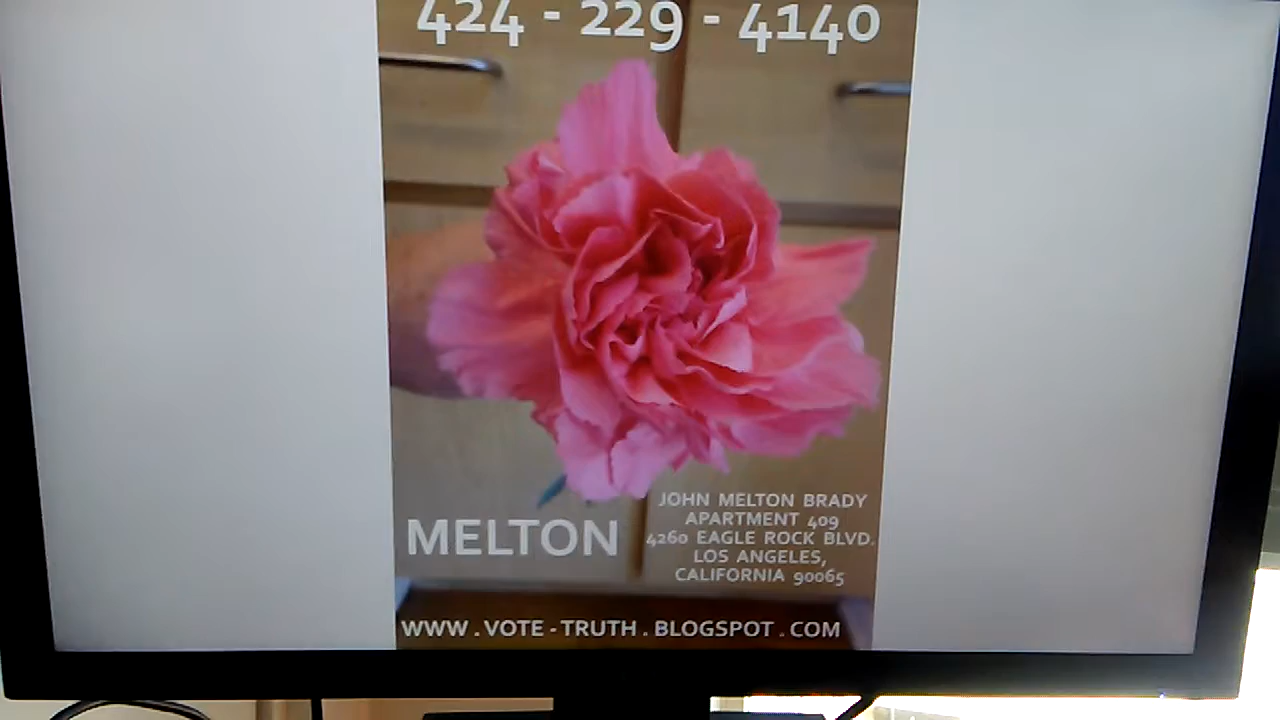 424 - 229 - 4140
JOHN MELTON BRADY
APARTMENT 409
MELTON
4260 EAGLE ROCK BLVD.
LOS ANGELES,
CALIFORNIA 90065
WWW . VOTE - TRUTH . BLOGSPOT . COM